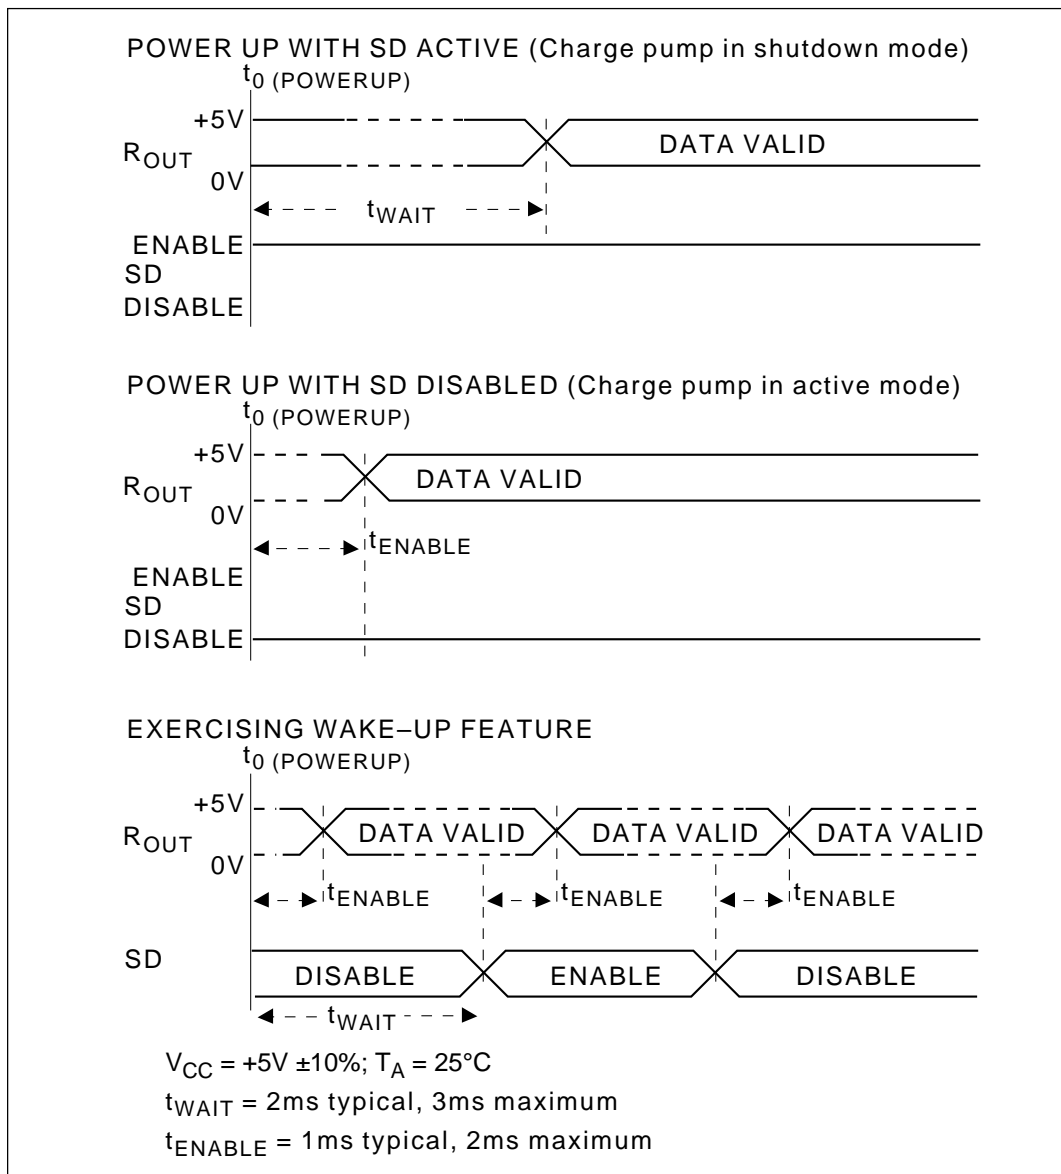 POWER UP WITH SD ACTIVE (Charge pump in shutdown mode)
t0 (POWERUP)
+5V
ROUT
0V
DATA VALID
tWAIT
ENABLE
SD
DISABLE
POWER UP WITH SD DISABLED (Charge pump in active mode)
t0 (POWERUP)
+5V
ROUT
0V
DATA VALID
tENABLE
ENABLE
SD
DISABLE
EXERCISING WAKE–UP FEATURE
t0 (POWERUP)
+5V
ROUT
0V
DATA VALID DATA VALID DATA VALID
tENABLE tENABLE tENABLE
SD
DISABLE ENABLE DISABLE
tWAIT
VCC = +5V ±10%; TA = 25°C
tWAIT = 2ms typical, 3ms maximum
tENABLE = 1ms typical, 2ms maximum